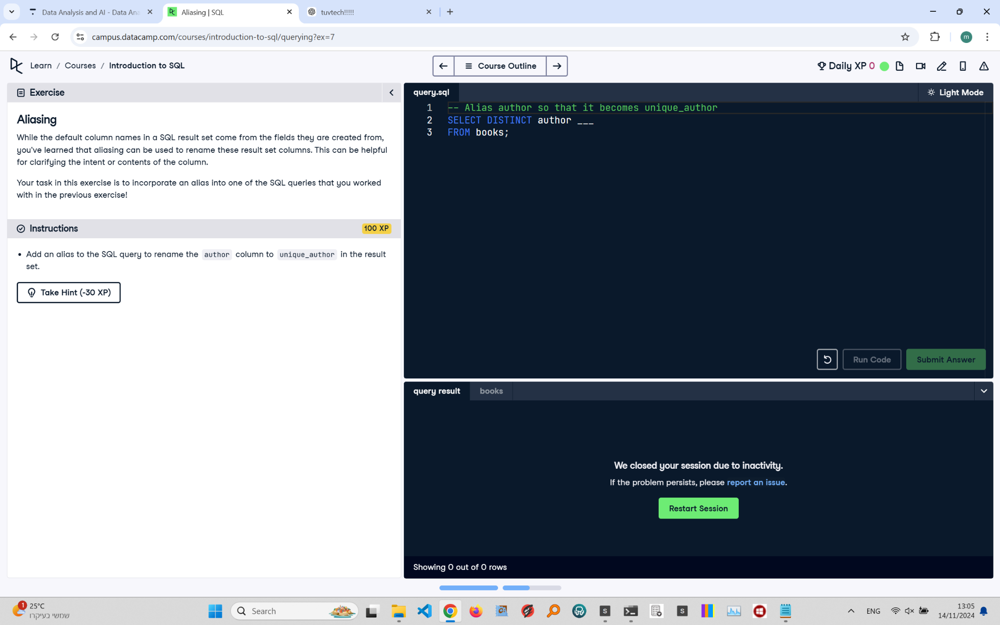 Data Analysis and AI - Data Ana
Aliasing | SQL
tuvtech!!!!!
campus.datacamp.com/courses/introduction-to-sql/querying?ex=7
m
Learn / Courses / Introduction to SQL
Course Outline
Daily XP 0
Exercise
Aliasing
While the default column names in a SQL result set come from the fields they are created from,
you've learned that aliasing can be used to rename these result set columns. This can be helpful
for clarifying the intent or contents of the column.
Your task in this exercise is to incorporate an alias into one of the SQL queries that you worked
with in the previous exercise!
Instructions
100 XP
• Add an alias to the SQL query to rename the author column to unique_author in the result
set.
Take Hint (-30 XP)
query.sql
Light Mode
1 -- Alias author so that it becomes unique_author
2 SELECT DISTINCT author ___
3 FROM books;
Run Code
Submit Answer
query result
books
We closed your session due to inactivity.
If the problem persists, please report an issue.
Restart Session
Showing 0 out of 0 rows
1
25°C
שמשי בעיקרו
Search
S
S
ENG
13:05
14/11/2024